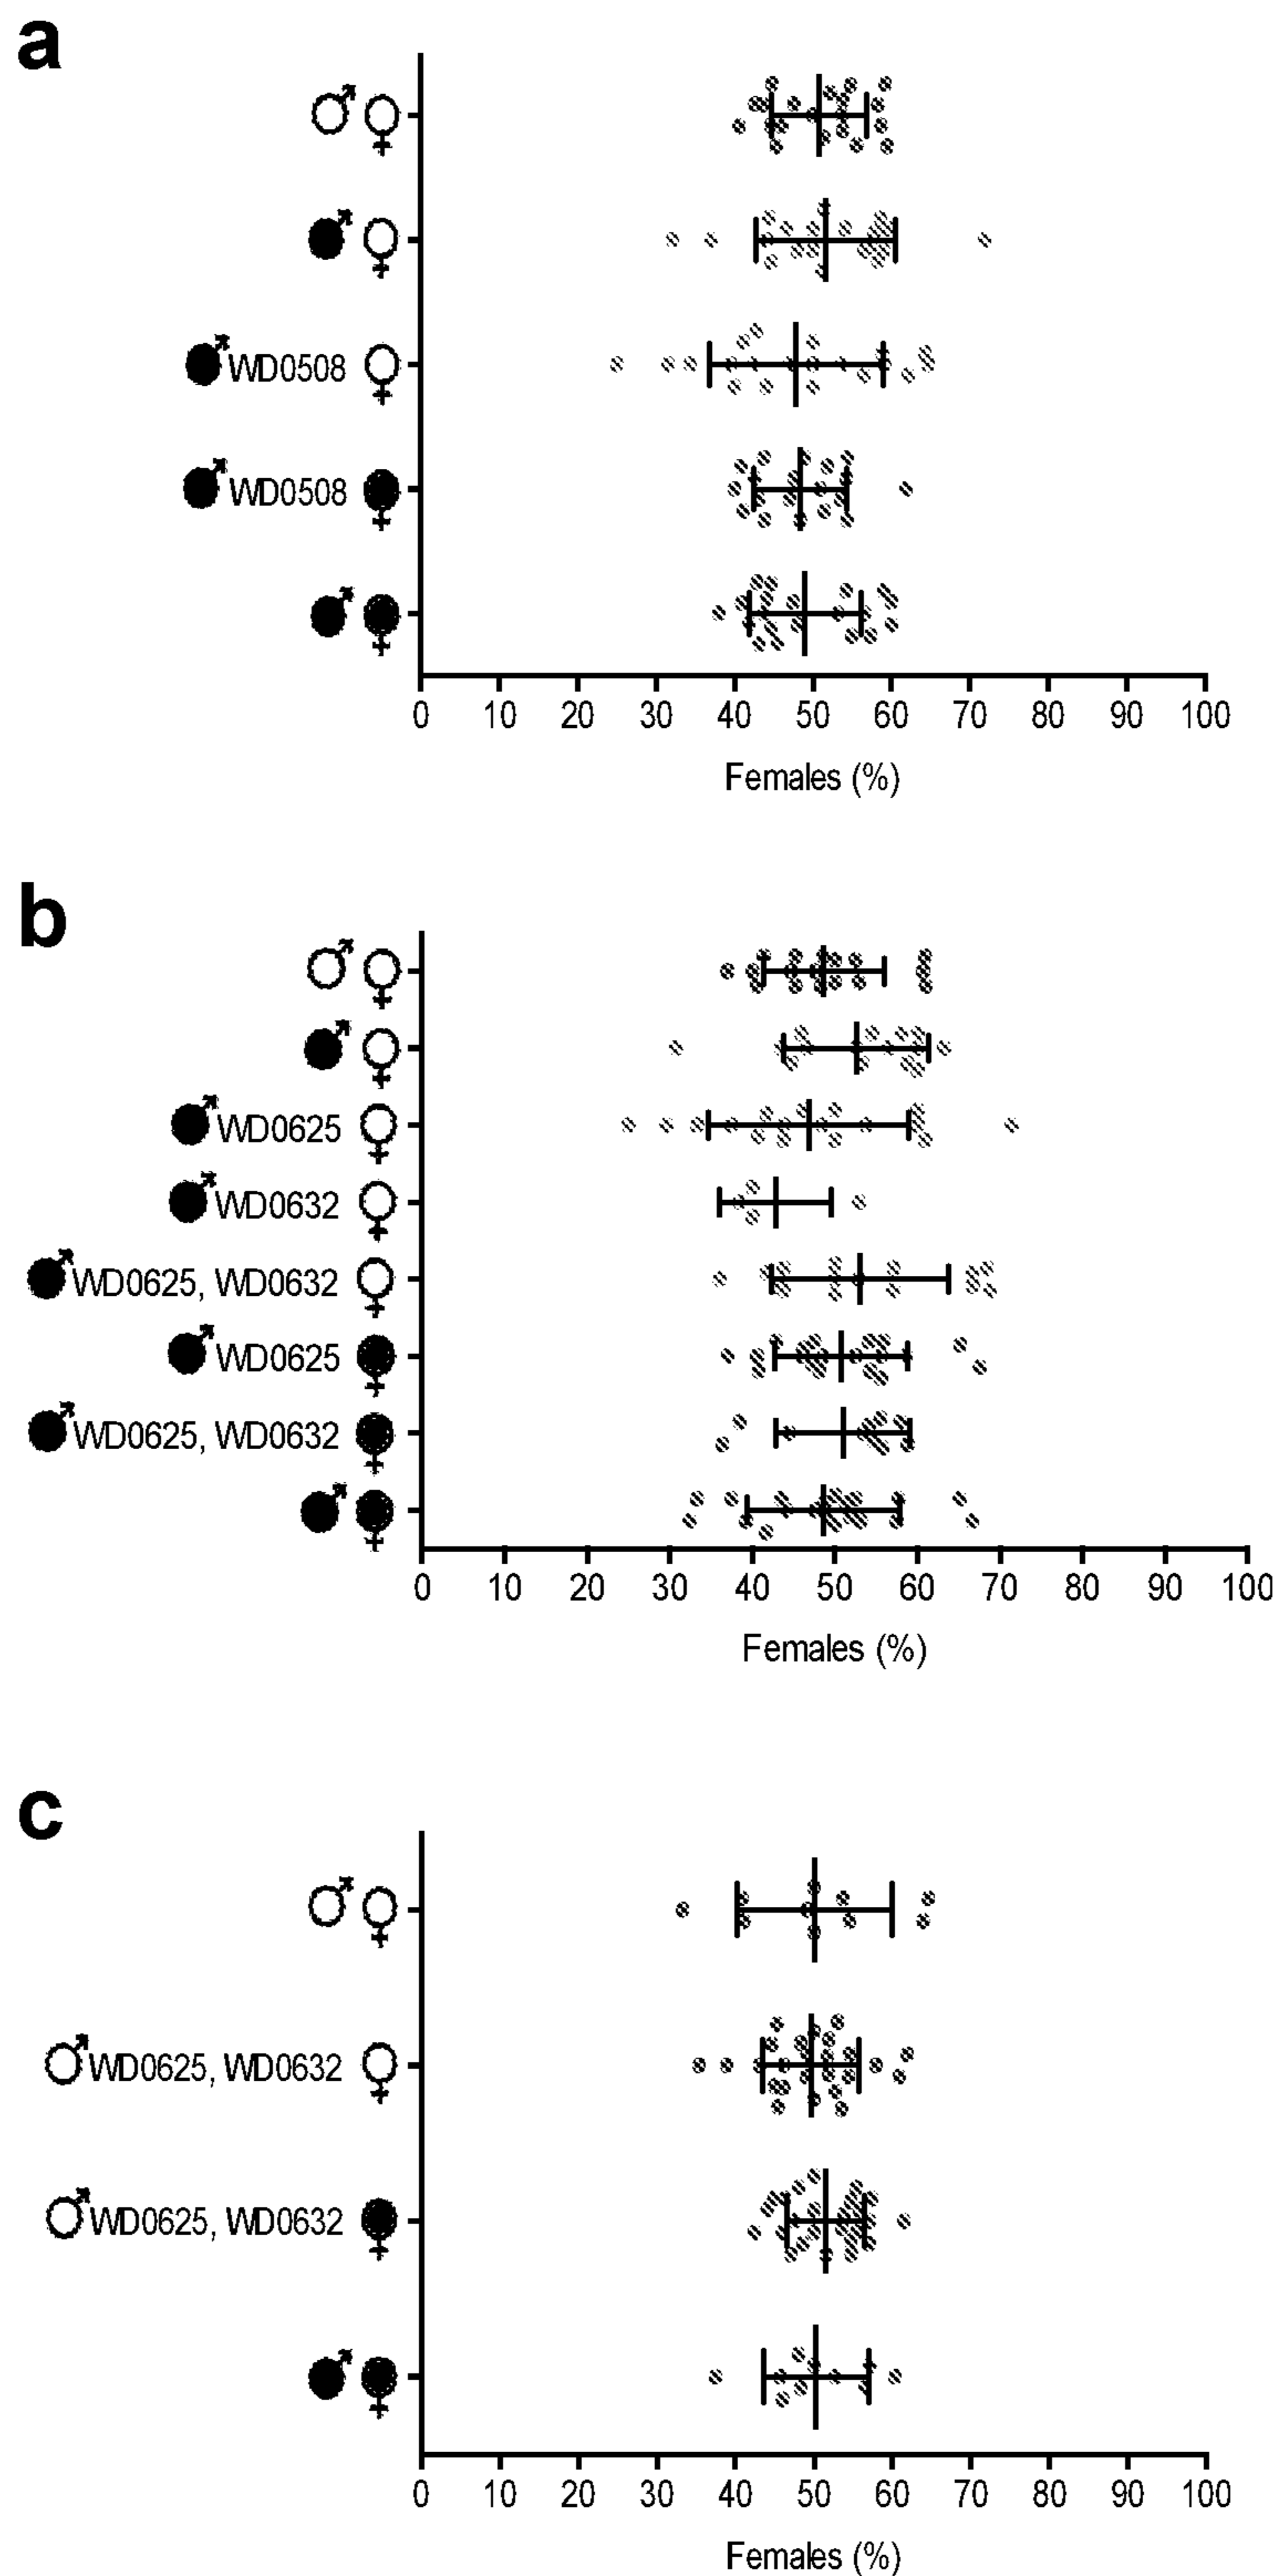 a
♂ ♀
♂ ♀
♂ WD0508 ♀
♂ WD0508 ♀
♂ ♀
0 10 20 30 40 50 60 70 80 90 100
Females (%)
b
♂ ♀
♂ ♀
♂ WD0625 ♀
♂ WD0632 ♀
♂ WD0625, WD0632 ♀
♂ WD0625 ♀
♂ WD0625, WD0632 ♀
♂ ♀
0 10 20 30 40 50 60 70 80 90 100
Females (%)
c
♂ ♀
♂ WD0625, WD0632 ♀
♂ WD0625, WD0632 ♀
♂ ♀
0 10 20 30 40 50 60 70 80 90 100
Females (%)